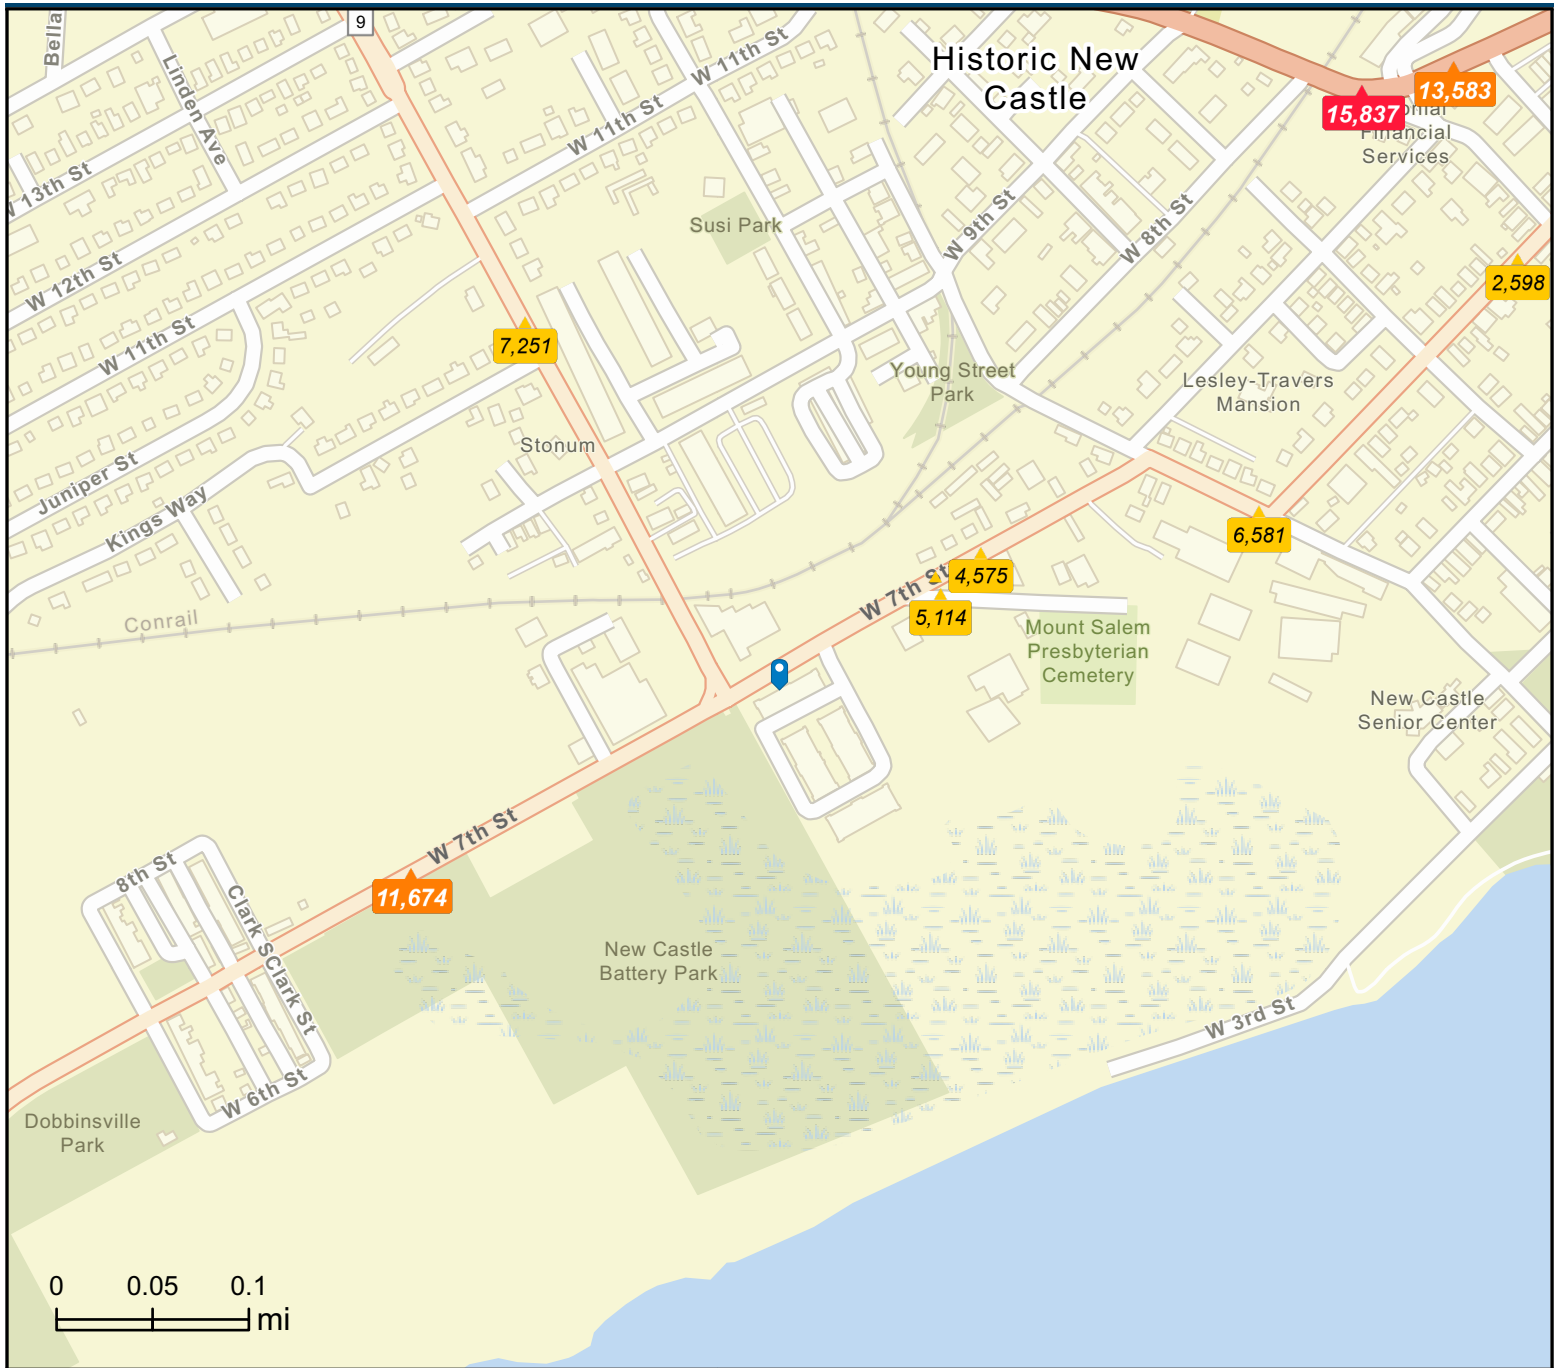 Bella
9
Linden Ave
W 11th St
Historic New
Castle
13,583
15,837
Financial
Services
W 11th St
W 13th St
Susi Park
W 9th St
W 8th St
W 12th St
2,598
W 11th St
7,251
Young Street
Park
Lesley-Travers
Mansion
Stonum
Juniper St
Kings Way
6,581
4,575
W 7th St
5,114
Conrail
Mount Salem
Presbyterian
Cemetery
New Castle
Senior Center
W 7th St
8th St
11,674
Clark S
Clark St
New Castle
Battery Park
W 3rd St
W 6th St
Dobbinsville
Park
0 0.05 0.1
mi